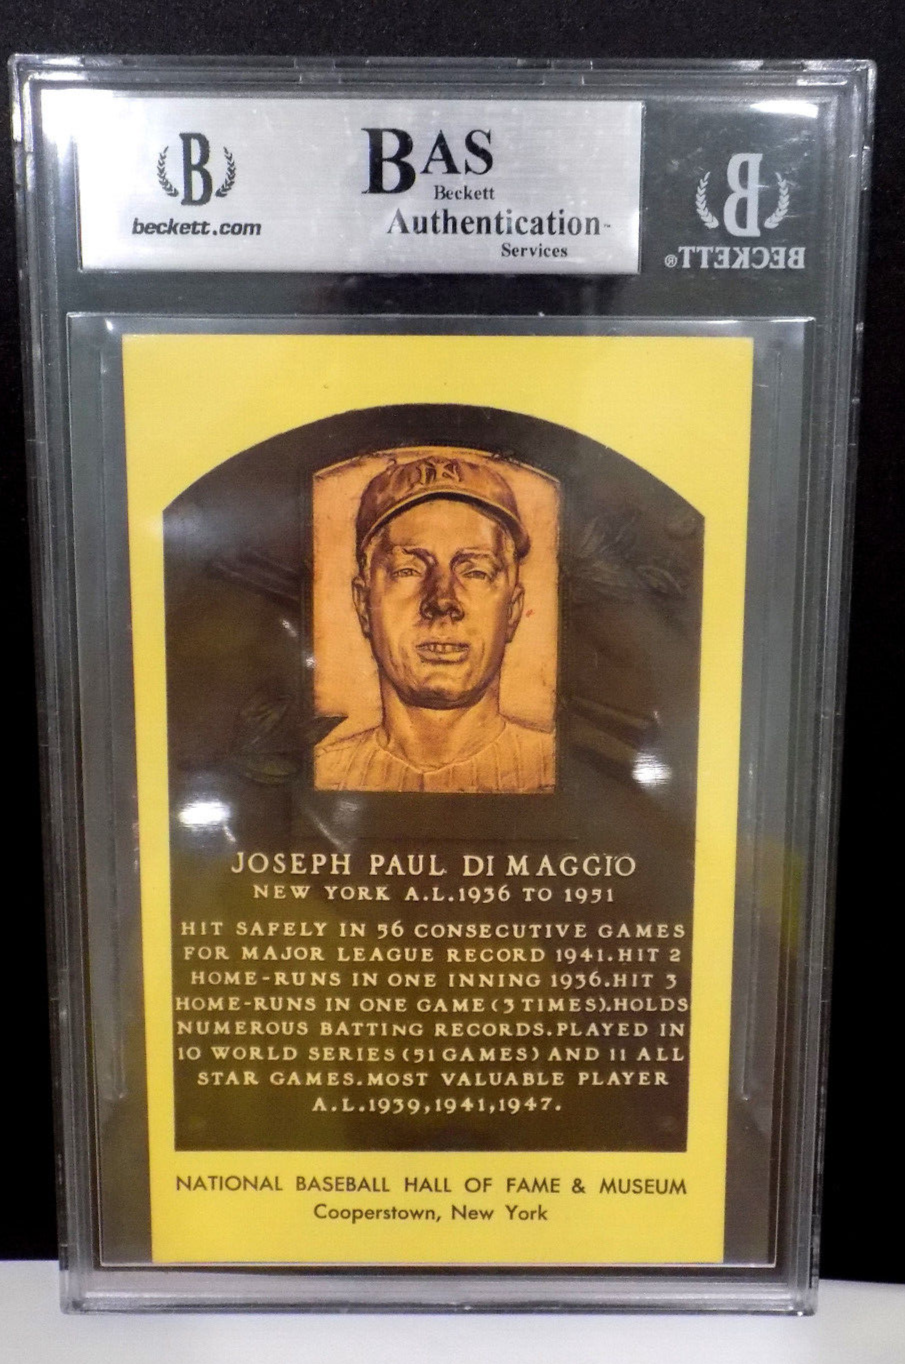 B
beckett.com
BAS
Beckett
Authentication™
Services
B
BECKETT®
NY
JOSEPH PAUL DI MAGGIO
NEW YORK A.L.1936 TO 1951
HIT SAFELY IN 56 CONSECUTIVE GAMES
FOR MAJOR LEAGUE RECORD 1941.HIT 2
HOME-RUNS IN ONE INNING 1936.HIT 3
HOME-RUNS IN ONE GAME(3 TIMES).HOLDS
NUMEROUS BATTING RECORDS.PLAYED IN
10 WORLD SERIES(51 GAMES) AND 11 ALL
STAR GAMES.MOST VALUABLE PLAYER
A.L.1939,1941,1947.
NATIONAL BASEBALL HALL OF FAME & MUSEUM
Cooperstown, New York